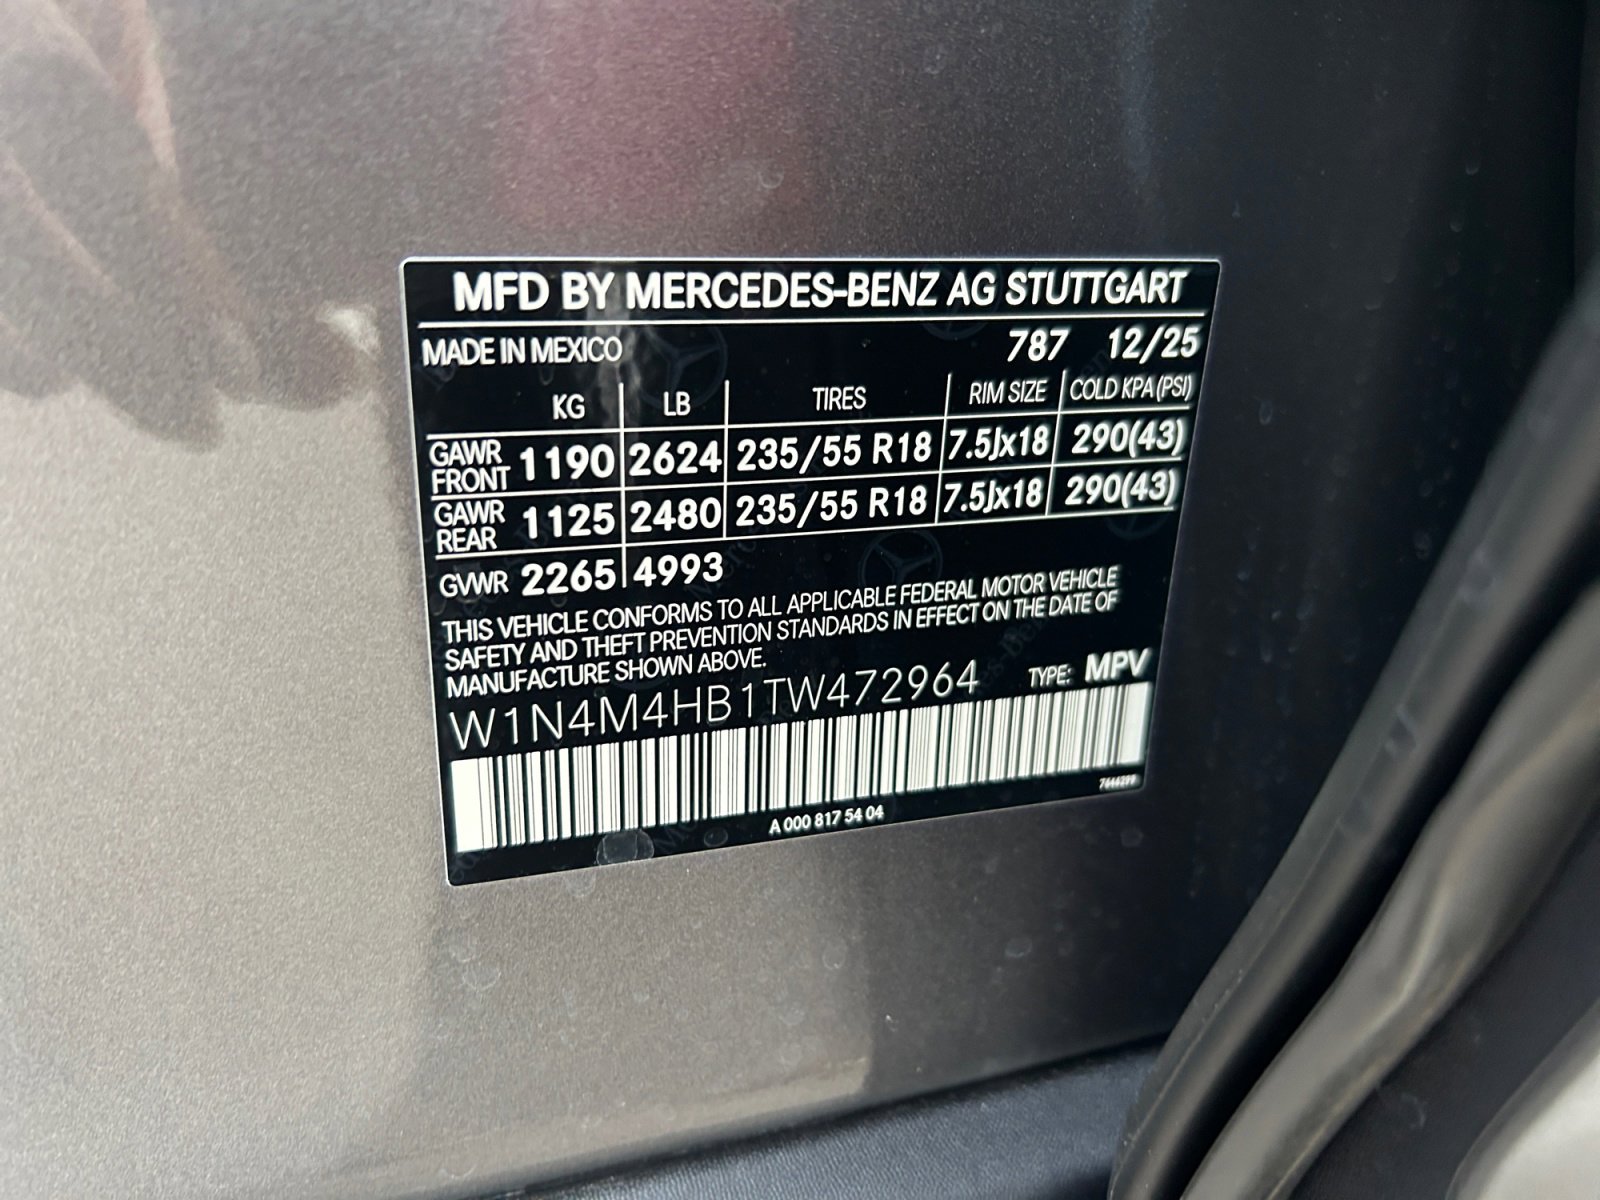 MFD BY MERCEDES-BENZ AG STUTTGART
MADE IN MEXICO 787 12/25
KG LB TIRES RIM SIZE COLD KPA (PSI)
GAWR FRONT 1190 2624 235/55 R18 7.5Jx18 290(43)
GAWR REAR 1125 2480 235/55 R18 7.5Jx18 290(43)
GVWR 2265 4993
THIS VEHICLE CONFORMS TO ALL APPLICABLE FEDERAL MOTOR VEHICLE
SAFETY AND THEFT PREVENTION STANDARDS IN EFFECT ON THE DATE OF
MANUFACTURE SHOWN ABOVE.
W1N4M4HB1TW472964 TYPE: MPV
A 000 817 54 04